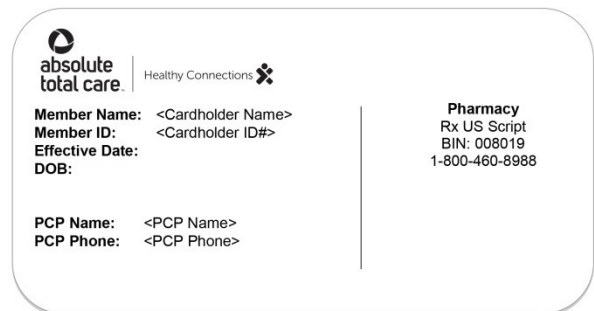 absolute
total care.
Healthy Connections
Member Name: <Cardholder Name>
Member ID: <Cardholder ID#>
Effective Date:
DOB:
PCP Name: <PCP Name>
PCP Phone: <PCP Phone>
Pharmacy
Rx US Script
BIN: 008019
1-800-460-8988